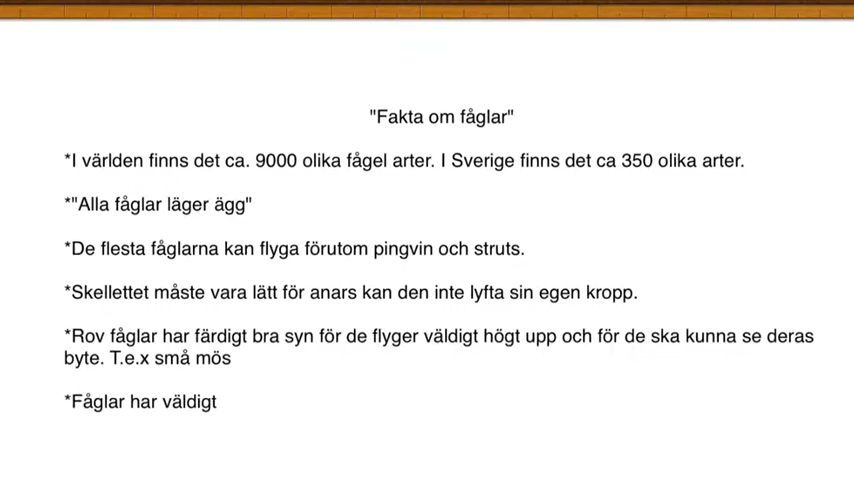 "Fakta om fåglar"
*I världen finns det ca. 9000 olika fågel arter. I Sverige finns det ca 350 olika arter.
*"Alla fåglar läger ägg"
*De flesta fåglarna kan flyga förutom pingvin och struts.
*Skellettet måste vara lätt för anars kan den inte lyfta sin egen kropp.
*Rov fåglar har färdigt bra syn för de flyger väldigt högt upp och för de ska kunna se deras
byte. T.e.x små mös
*Fåglar har väldigt